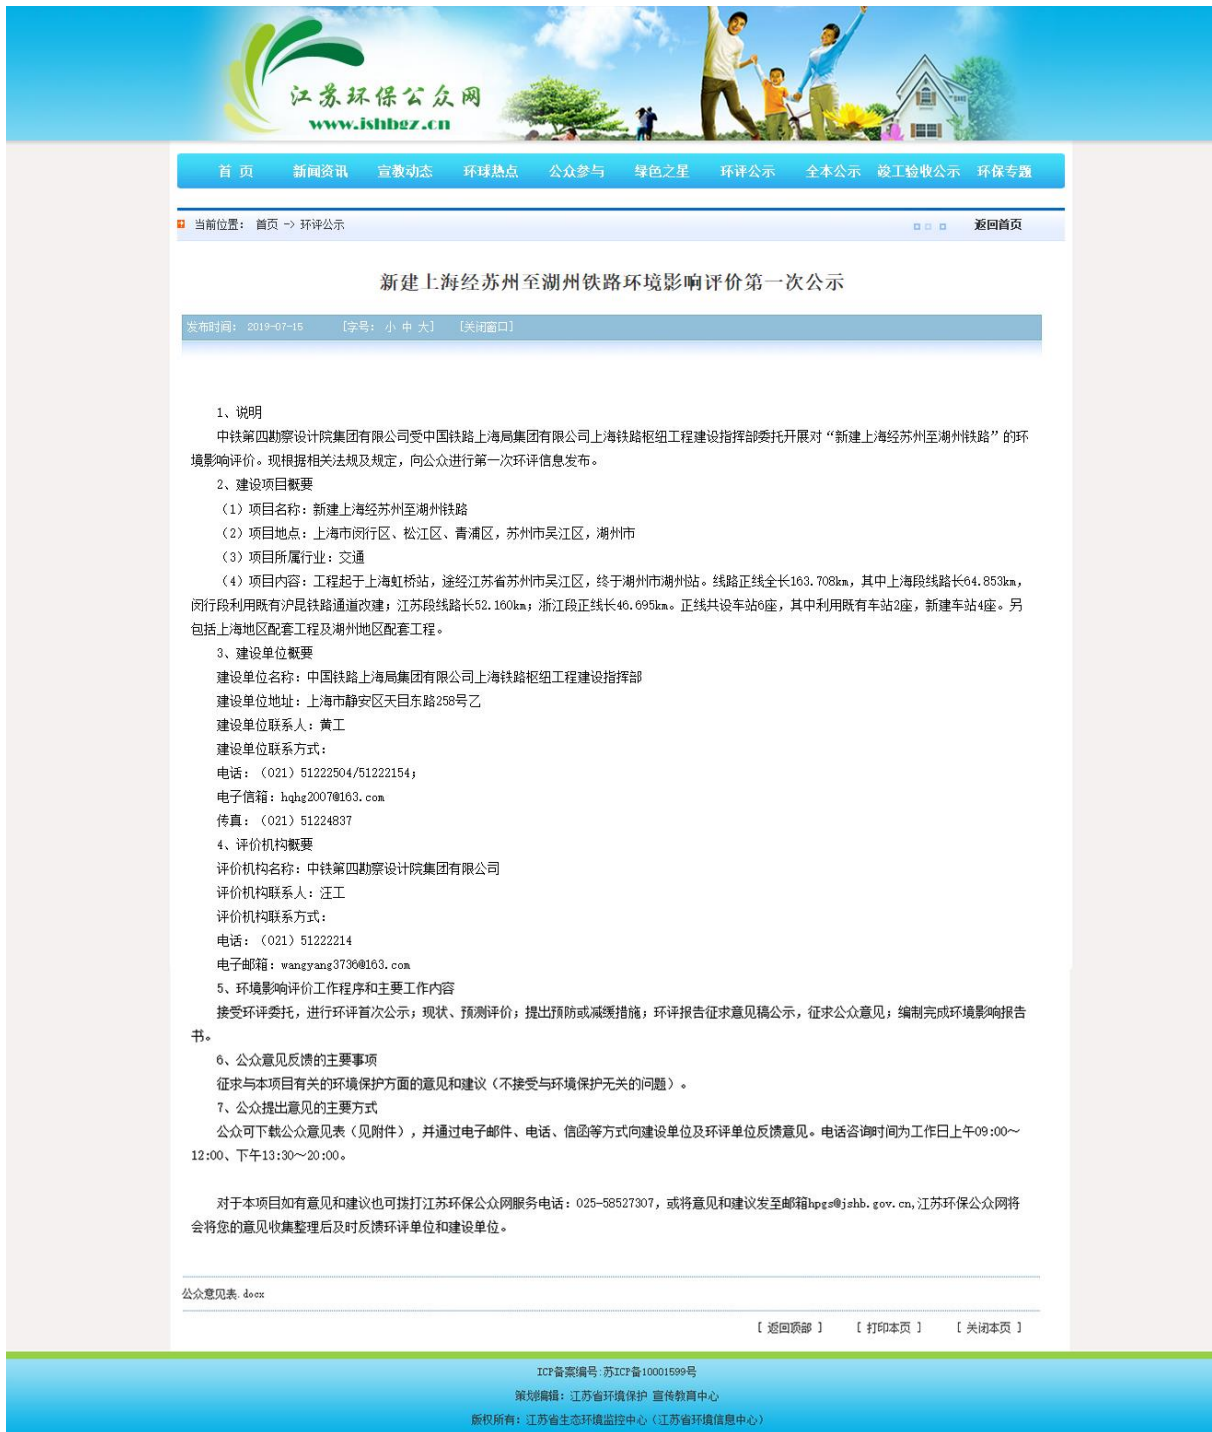 江苏环保公众网
www.jshbgz.cn
首 页 新闻资讯 宣教动态 环球热点 公众参与 绿色之星 环评公示 全本公示 竣工验收公示 环保专题
当前位置： 首页 -> 环评公示 返回首页
新建上海经苏州至湖州铁路环境影响评价第一次公示
发布时间： 2019-07-15 [字号： 小 中 大] [关闭窗口]
1、说明
中铁第四勘察设计院集团有限公司受中国铁路上海局集团有限公司上海铁路枢纽工程建设指挥部委托开展对“新建上海经苏州至湖州铁路”的环
境影响评价。现根据相关法规及规定，向公众进行第一次环评信息发布。
2、建设项目概要
（1）项目名称：新建上海经苏州至湖州铁路
（2）项目地点：上海市闵行区、松江区、青浦区，苏州市吴江区，湖州市
（3）项目所属行业：交通
（4）项目内容：工程起于上海虹桥站，途经江苏省苏州市吴江区，终于湖州市湖州站。线路正线全长163.708km，其中上海段线路长64.853km，
闵行段利用既有沪昆铁路通道改建；江苏段线路长52.160km；浙江段正线长46.695km。正线共设车站6座，其中利用既有车站2座，新建车站4座。另
包括上海地区配套工程及湖州地区配套工程。
3、建设单位概要
建设单位名称：中国铁路上海局集团有限公司上海铁路枢纽工程建设指挥部
建设单位地址：上海市静安区天目东路258号乙
建设单位联系人：黄工
建设单位联系方式：
电话：（021）51222504/51222154；
电子信箱：hqhg2007@163.com
传真：（021）51224837
4、评价机构概要
评价机构名称：中铁第四勘察设计院集团有限公司
评价机构联系人：汪工
评价机构联系方式：
电话：（021）51222214
电子邮箱：wangyang3736@163.com
5、环境影响评价工作程序和主要工作内容
接受环评委托，进行环评首次公示；现状、预测评价；提出预防或减缓措施；环评报告征求意见稿公示，征求公众意见；编制完成环境影响报告
书。
6、公众意见反馈的主要事项
征求与本项目有关的环境保护方面的意见和建议（不接受与环境保护无关的问题）。
7、公众提出意见的主要方式
公众可下载公众意见表（见附件），并通过电子邮件、电话、信函等方式向建设单位及环评单位反馈意见。电话咨询时间为工作日上午09:00～
12:00、下午13:30～20:00。
对于本项目如有意见和建议也可拨打江苏环保公众网服务电话：025-58527307，或将意见和建议发至邮箱hpgs@jshb.gov.cn,江苏环保公众网将
会将您的意见收集整理后及时反馈环评单位和建设单位。
公众意见表.docx
[ 返回顶部 ] [ 打印本页 ] [ 关闭本页 ]
ICP备案编号:苏ICP备10001599号
策划编辑：江苏省环境保护 宣传教育中心
版权所有：江苏省生态环境监控中心（江苏省环境信息中心）